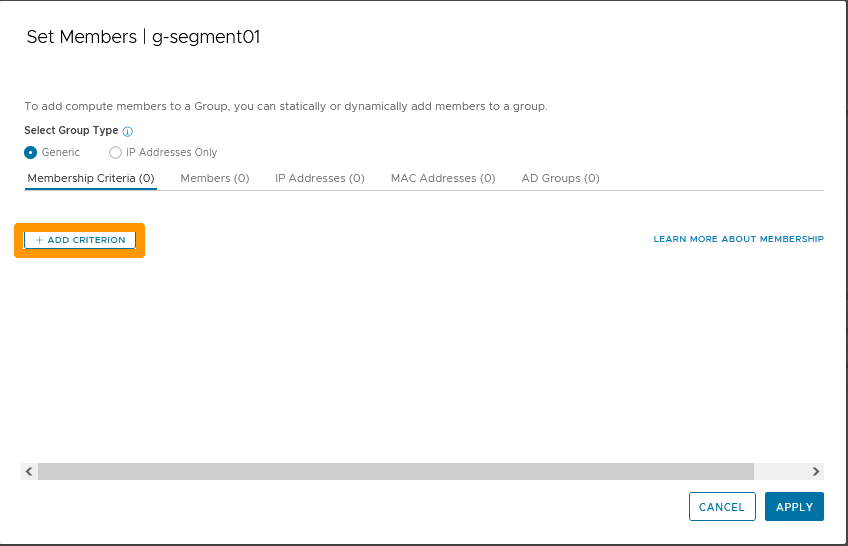 Set Members | g-segment01
To add compute members to a Group, you can statically or dynamically add members to a group.
Select Group Type
Generic IP Addresses Only
Membership Criteria (0) Members (0) IP Addresses (0) MAC Addresses (0) AD Groups (0)
+ ADD CRITERION LEARN MORE ABOUT MEMBERSHIP
CANCEL APPLY